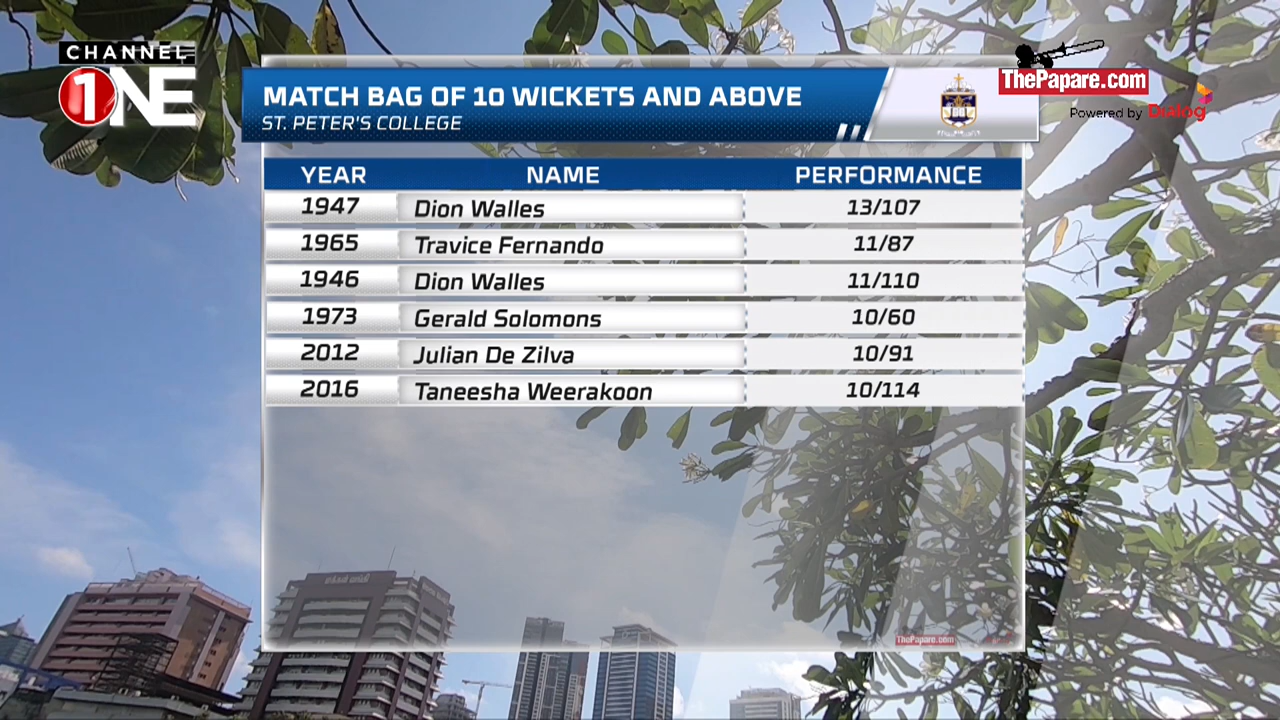 CHANNEL
1NE
MATCH BAG OF 10 WICKETS AND ABOVE
ST. PETER'S COLLEGE
ThePapare.com
Powered by Dialog
YEAR NAME PERFORMANCE
1947 Dion Walles 13/107
1965 Travice Fernando 11/87
1946 Dion Walles 11/110
1973 Gerald Solomons 10/60
2012 Julian De Zilva 10/91
2016 Taneesha Weerakoon 10/114
ThePapare.com